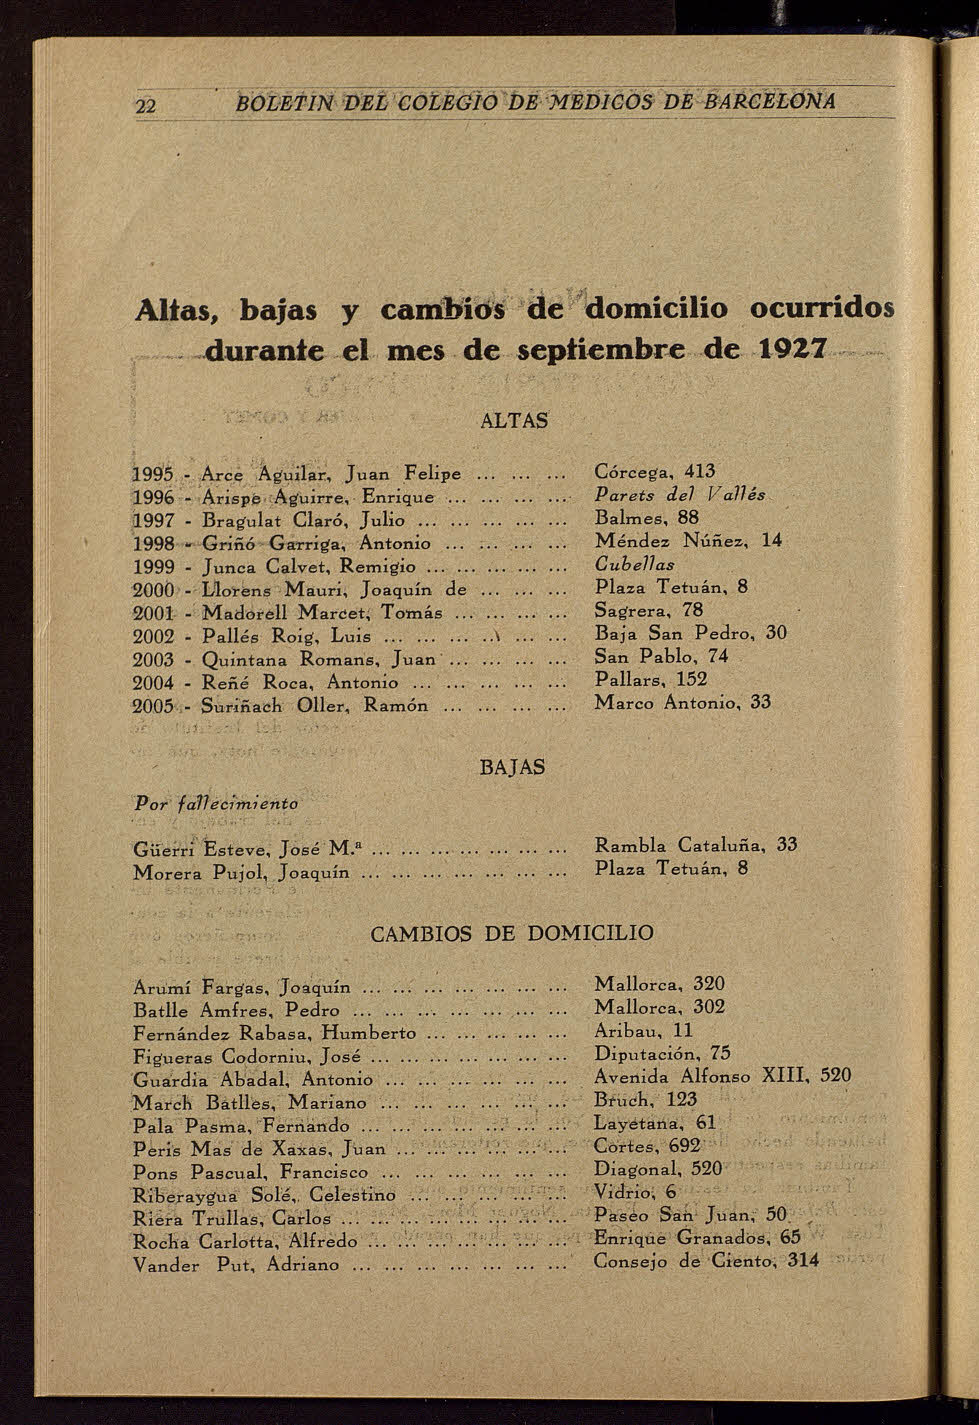 22 BOLETIN DEL COLEGIO DE MEDICOS DE BARCELONA
Altas, bajas y cambios de domicilio ocurridos
durante el mes de septiembre de 1927
ALTAS
1995 - Arce Aguilar, Juan Felipe ... ... ... Córcega, 413
1996 - Arispe Aguirre, Enrique ... ... ... ... Parets del Vallés
1997 - Bragulat Claró, Julio ... ... ... ... ... Balmes, 88
1998 - Griñó Garriga, Antonio ... ... ... ... Méndez Núñez, 14
1999 - Junca Calvet, Remigio ... ... ... ... ... Cubellas
2000 - Llorens Mauri, Joaquín de ... ... ... Plaza Tetuán, 8
2001 - Madorell Marcet, Tomás ... ... ... ... Sagrera, 78
2002 - Pallés Roig, Luis ... ... ... ... ... ... Baja San Pedro, 30
2003 - Quintana Romans, Juan ... ... ... ... San Pablo, 74
2004 - Reñé Roca, Antonio ... ... ... ... ... Pallars, 152
2005 - Suriñach Oller, Ramón ... ... ... ... Marco Antonio, 33
BAJAS
Por fallecimiento
Güerri Esteve, José M.ª ... ... ... ... ... ... ... Rambla Cataluña, 33
Morera Pujol, Joaquín ... ... ... ... ... ... ... Plaza Tetuán, 8
CAMBIOS DE DOMICILIO
Arumí Fargas, Joaquín ... ... ... ... ... ... ... Mallorca, 320
Batlle Amfres, Pedro ... ... ... ... ... ... ... Mallorca, 302
Fernández Rabasa, Humberto ... ... ... ... ... Aribau, 11
Figueras Codorniu, José ... ... ... ... ... ... ... Diputación, 75
Guardia Abadal, Antonio ... ... ... ... ... ... Avenida Alfonso XIII, 520
March Batlles, Mariano ... ... ... ... ... ... Bruch, 123
Pala Pasma, Fernando ... ... ... ... ... ... ... Layetana, 61
Peris Mas de Xaxas, Juan ... ... ... ... ... ... Cortes, 692
Pons Pascual, Francisco ... ... ... ... ... ... Diagonal, 520
Riberaygua Solé, Celestino ... ... ... ... ... Vidrio, 6
Riera Trullas, Carlos ... ... ... ... ... ... ... ... Paseo San Juan, 50
Rocha Carlotta, Alfredo ... ... ... ... ... ... ... Enrique Granados, 65
Vander Put, Adriano ... ... ... ... ... ... ... Consejo de Ciento, 314